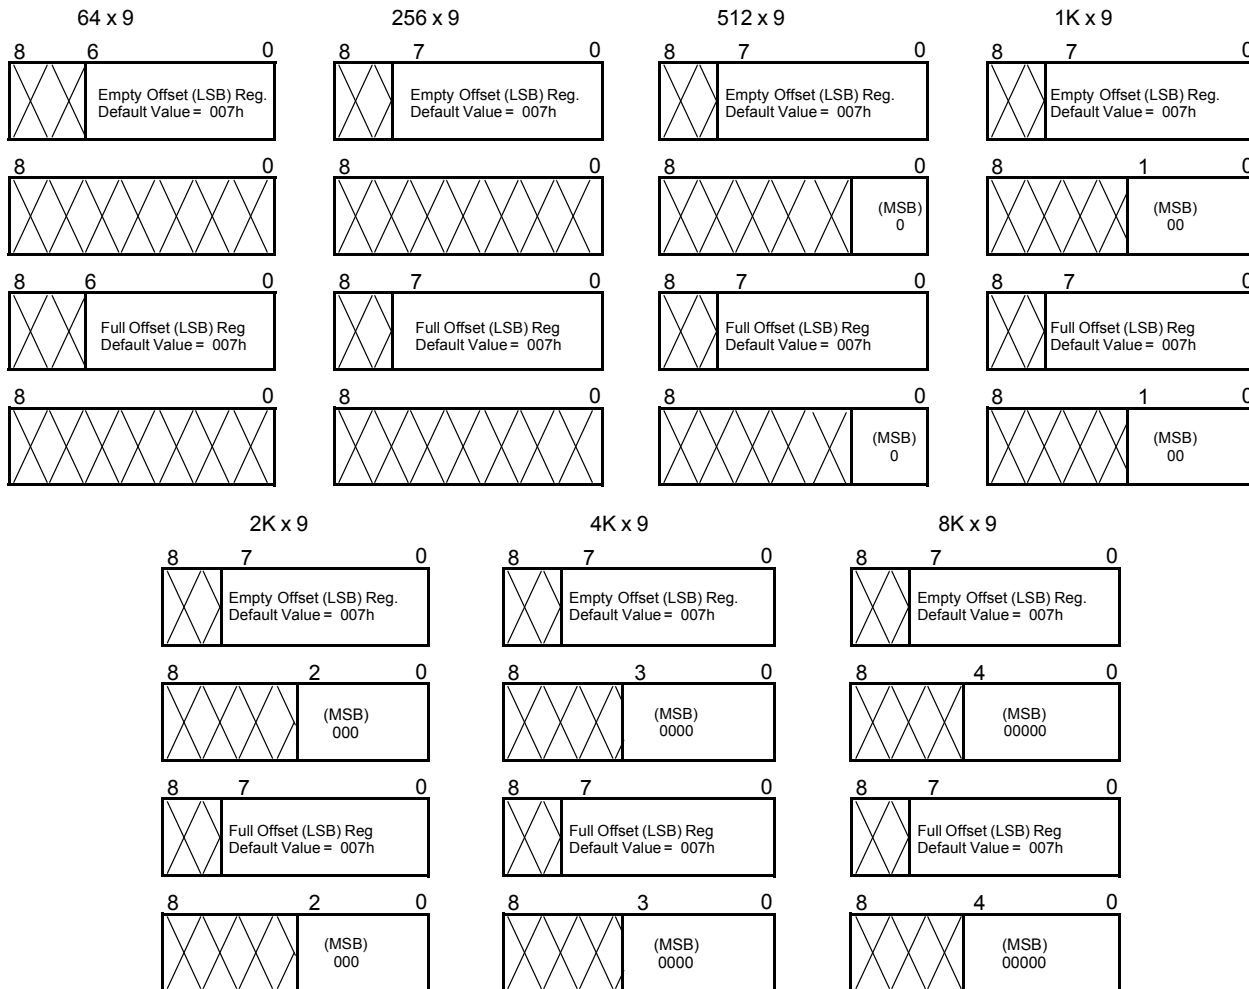 64 x 9
256 x 9
512 x 9
1K x 9
8 6 0
8 7 0
8 7 0
8 7 0
Empty Offset (LSB) Reg.
Default Value = 007h
Empty Offset (LSB) Reg.
Default Value = 007h
Empty Offset (LSB) Reg.
Default Value = 007h
Empty Offset (LSB) Reg.
Default Value = 007h
8 0
8 0
8 0
8 1 0
(MSB)
0
(MSB)
00
8 6 0
8 7 0
8 7 0
8 7 0
Full Offset (LSB) Reg
Default Value = 007h
Full Offset (LSB) Reg
Default Value = 007h
Full Offset (LSB) Reg
Default Value = 007h
Full Offset (LSB) Reg
Default Value = 007h
8 0
8 0
8 0
8 1 0
(MSB)
0
(MSB)
00
2K x 9
4K x 9
8K x 9
8 7 0
8 7 0
8 7 0
Empty Offset (LSB) Reg.
Default Value = 007h
Empty Offset (LSB) Reg.
Default Value = 007h
Empty Offset (LSB) Reg.
Default Value = 007h
8 2 0
8 3 0
8 4 0
(MSB)
000
(MSB)
0000
(MSB)
00000
8 7 0
8 7 0
8 7 0
Full Offset (LSB) Reg
Default Value = 007h
Full Offset (LSB) Reg
Default Value = 007h
Full Offset (LSB) Reg
Default Value = 007h
8 2 0
8 3 0
8 4 0
(MSB)
000
(MSB)
0000
(MSB)
00000